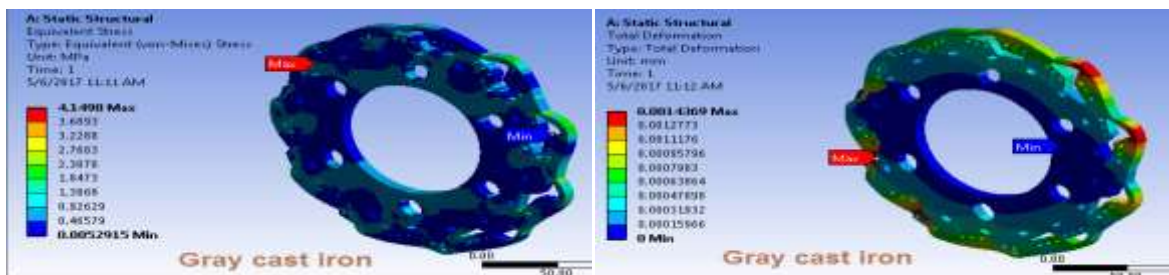 A: Static Structural
Equivalent Stress
Type: Equivalent (von-Mises) Stress
Unit: MPa
Time: 1
5/6/2017 11:11 AM
4.1498 Max
3.6893
3.2288
2.7683
2.3078
1.8473
1.3868
0.92629
0.46579
0.0052915 Min
Max
Min
Gray cast iron
0.00
50.00
A: Static Structural
Total Deformation
Type: Total Deformation
Unit: mm
Time: 1
5/6/2017 11:12 AM
0.0014369 Max
0.0012773
0.0011176
0.00095796
0.0007983
0.00063864
0.00047898
0.00031932
0.00015966
0 Min
Max
Min
Gray cast iron
0.00